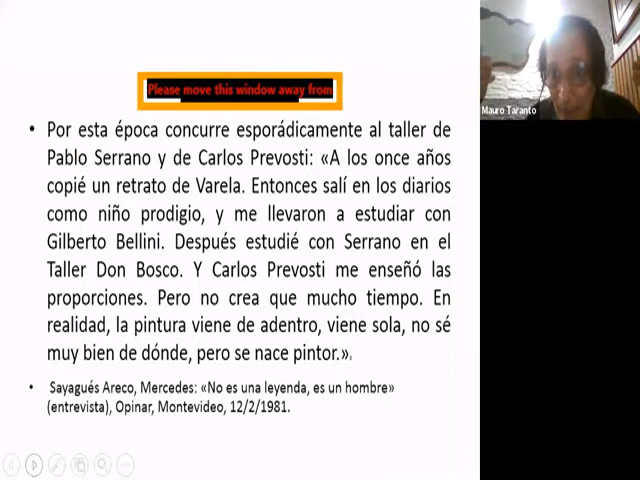 Please move this window away from
Mauro Taranto
• Por esta época concurre esporádicamente al taller de
Pablo Serrano y de Carlos Prevosti: «A los once años
copié un retrato de Varela. Entonces salí en los diarios
como niño prodigio, y me llevaron a estudiar con
Gilberto Bellini. Después estudié con Serrano en el
Taller Don Bosco. Y Carlos Prevosti me enseñó las
proporciones. Pero no crea que mucho tiempo. En
realidad, la pintura viene de adentro, viene sola, no sé
muy bien de dónde, pero se nace pintor.»
• Sayagués Areco, Mercedes: «No es una leyenda, es un hombre»
(entrevista), Opinar, Montevideo, 12/2/1981.